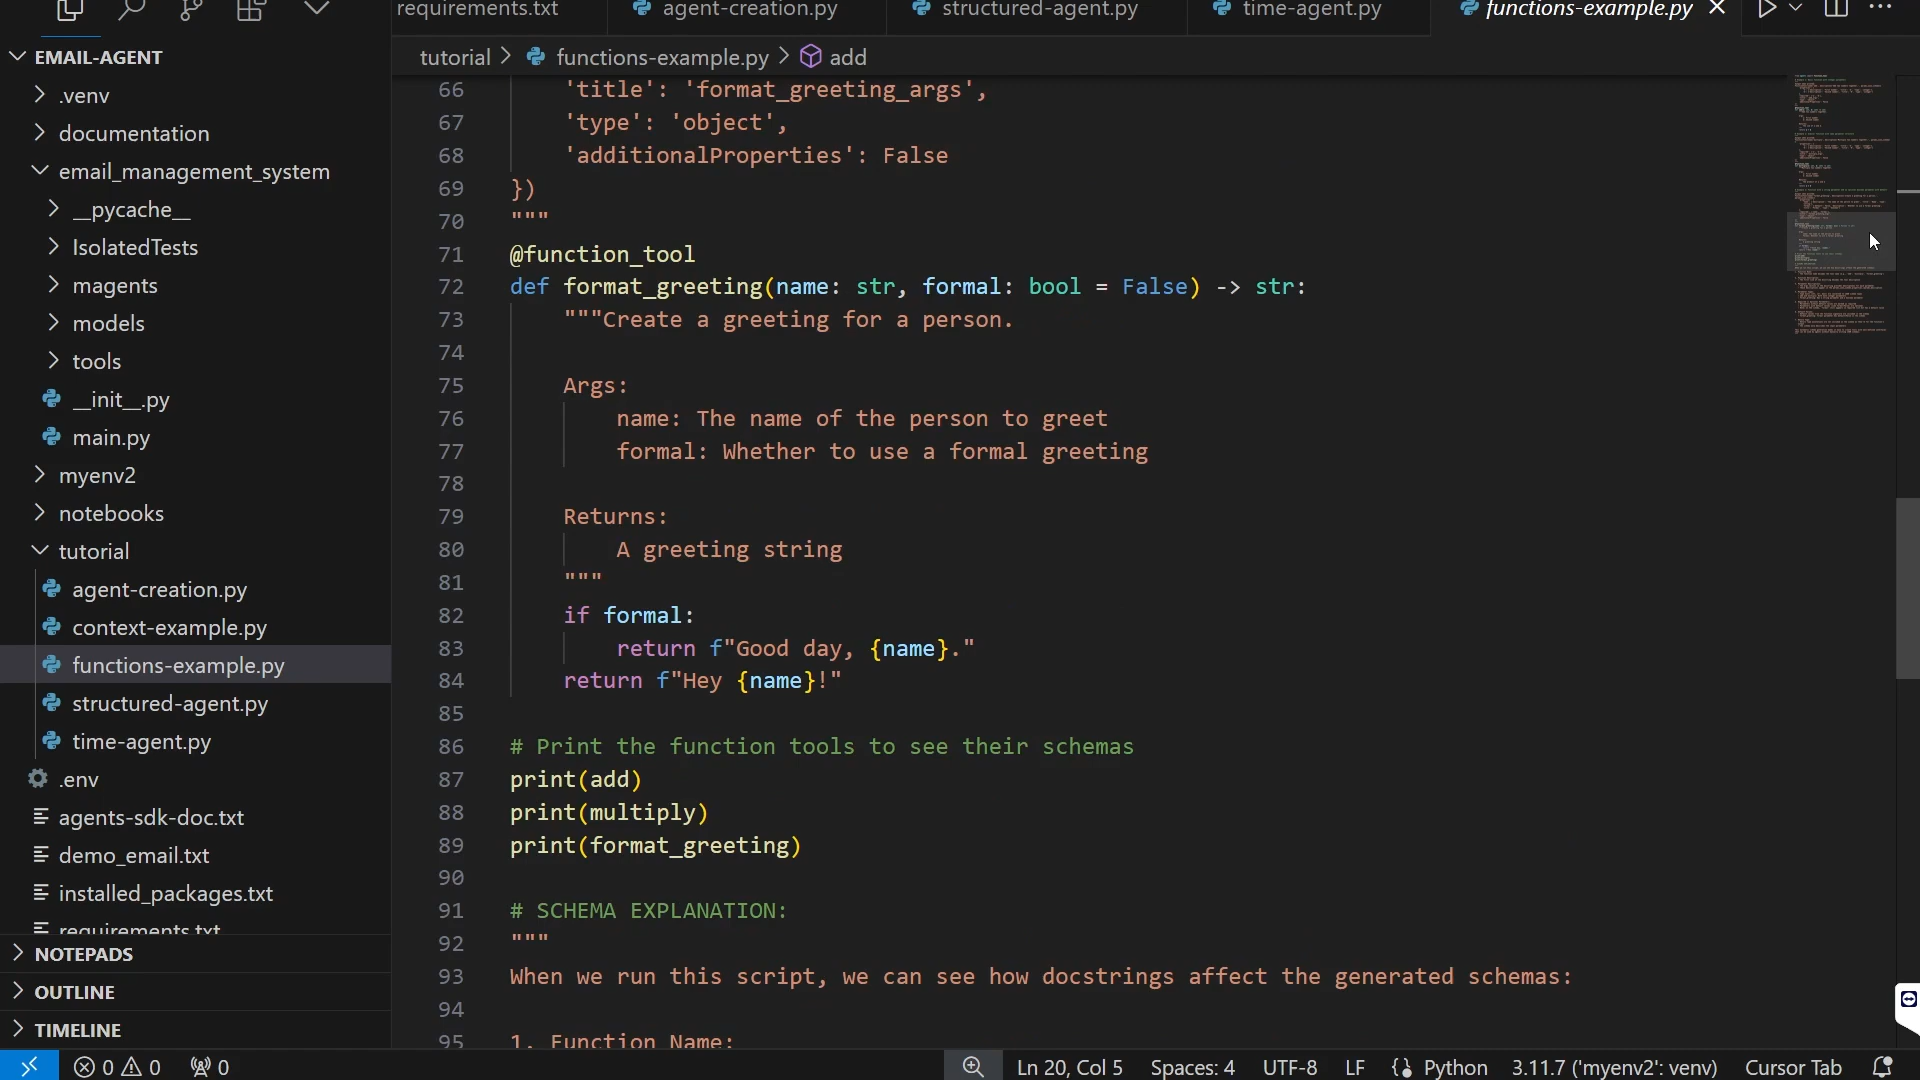 requirements.txt
agent-creation.py
structured-agent.py
time-agent.py
functions-example.py
EMAIL-AGENT
.venv
documentation
email_management_system
__pycache__
IsolatedTests
magents
models
tools
__init__.py
main.py
myenv2
notebooks
tutorial
agent-creation.py
context-example.py
functions-example.py
structured-agent.py
time-agent.py
.env
agents-sdk-doc.txt
demo_email.txt
installed_packages.txt
requirements.txt
NOTEPADS
OUTLINE
TIMELINE
tutorial > functions-example.py > add
66 'title': 'format_greeting_args',
67 'type': 'object',
68 'additionalProperties': False
69 })
70 """
71 @function_tool
72 def format_greeting(name: str, formal: bool = False) -> str:
73 """Create a greeting for a person.
74
75 Args:
76 name: The name of the person to greet
77 formal: Whether to use a formal greeting
78
79 Returns:
80 A greeting string
81 """
82 if formal:
83 return f"Good day, {name}."
84 return f"Hey {name}!"
85
86 # Print the function tools to see their schemas
87 print(add)
88 print(multiply)
89 print(format_greeting)
90
91 # SCHEMA EXPLANATION:
92 """
93 When we run this script, we can see how docstrings affect the generated schemas:
94
95 1. Function Name:
0 0 0 Ln 20, Col 5 Spaces: 4 UTF-8 LF Python 3.11.7 ('myenv2': venv) Cursor Tab